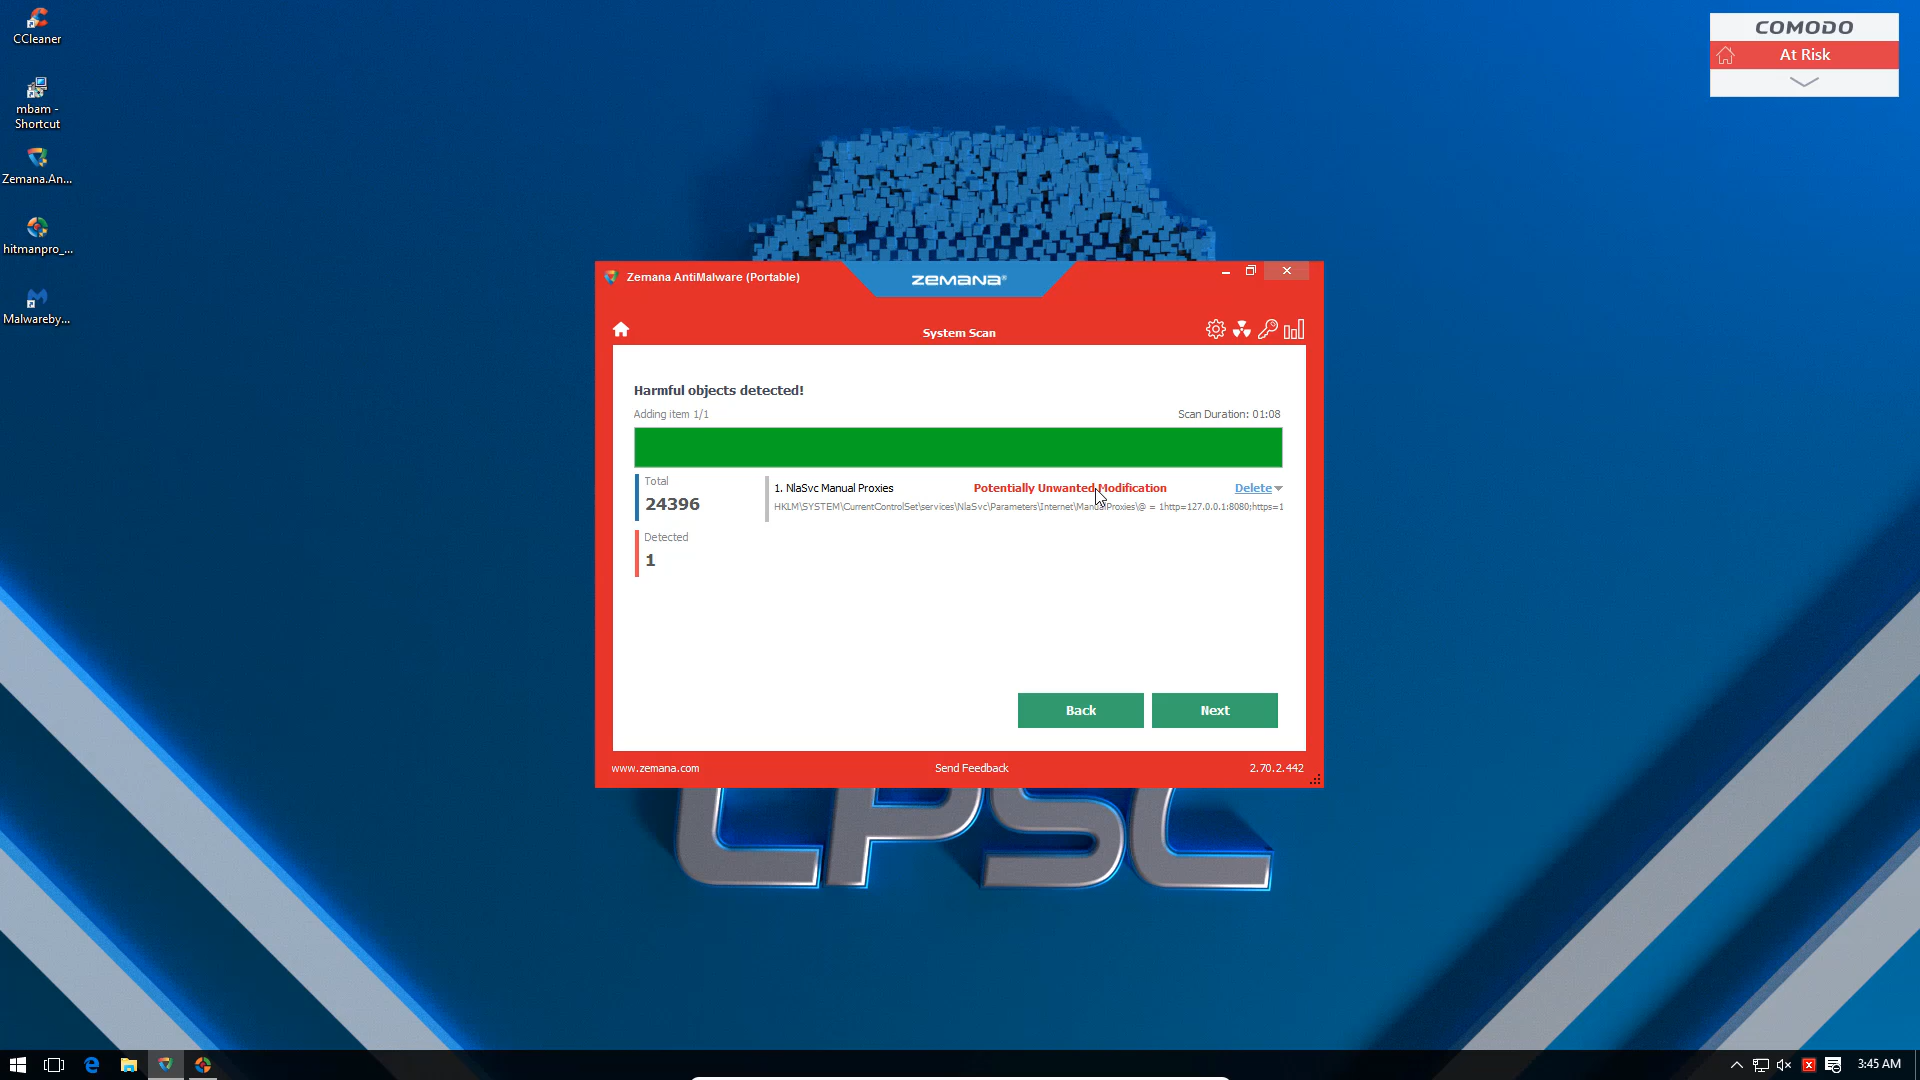 CCleaner
mbam -
Shortcut
Zemana.An...
hitmanpro_...
Malwareby...
COMODO
At Risk
Zemana AntiMalware (Portable)
ZEMANA®
System Scan
Harmful objects detected!
Adding item 1/1
Scan Duration: 01:08
Total
24396
1. NlaSvc Manual Proxies
Potentially Unwanted Modification
Delete
HKLM\SYSTEM\CurrentControlSet\services\NlaSvc\Parameters\Internet\ManualProxies\@ = 1http=127.0.0.1:8080;https=1
Detected
1
Back
Next
www.zemana.com
Send Feedback
2.70.2.442
CPSC
3:45 AM